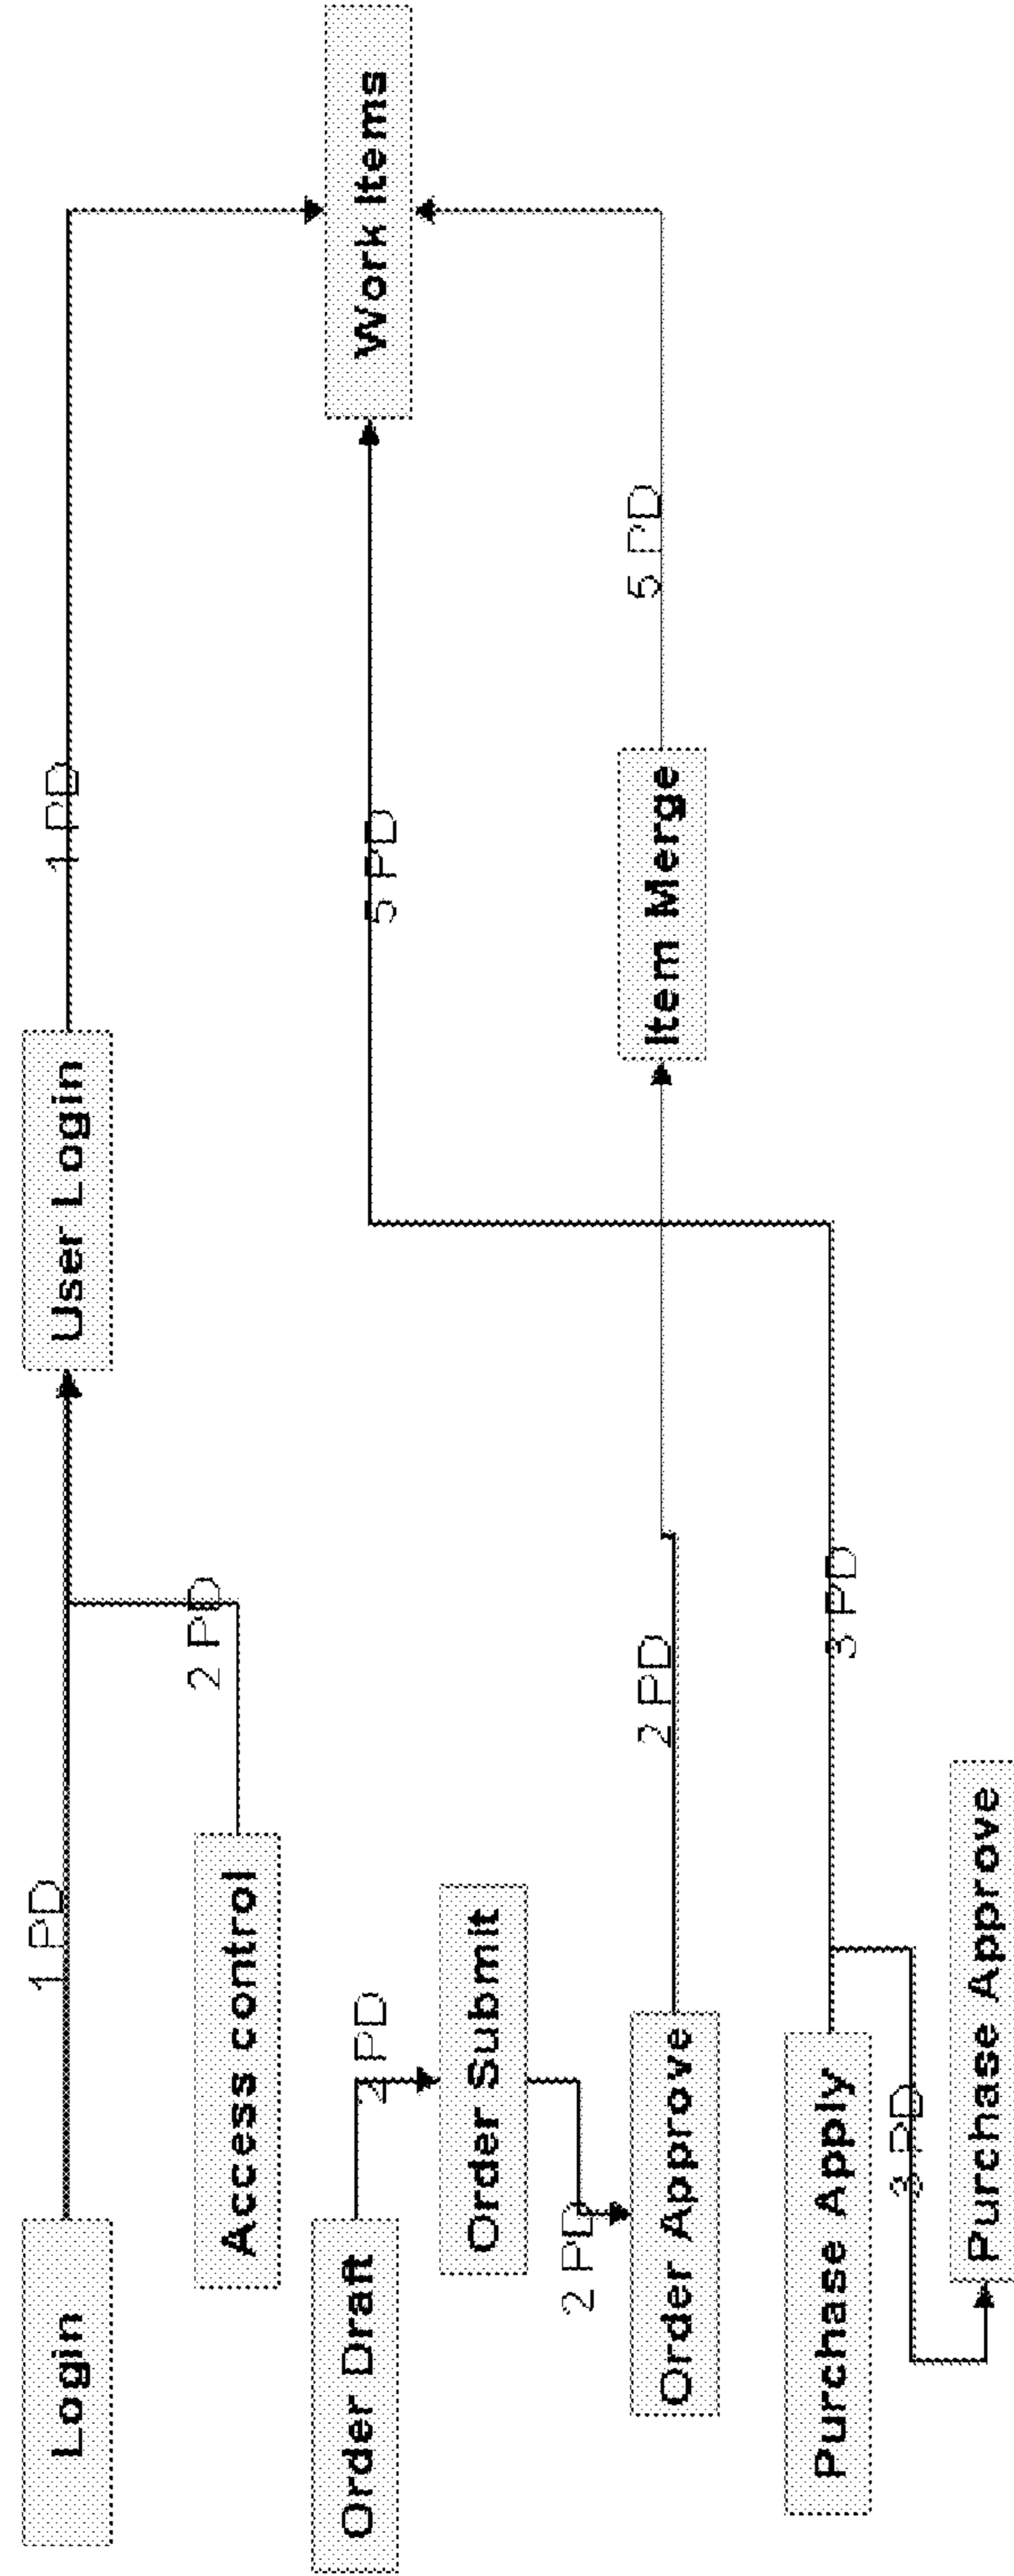 Login
1 PD
User Login
1 PD
Access control
2 PD
Order Draft
2 PD
5 PD
Work Items
Order Submit
2 PD
Order Approve
2 PD
Item Merge
5 PD
Purchase Apply
3 PD
3 PD
Purchase Approve